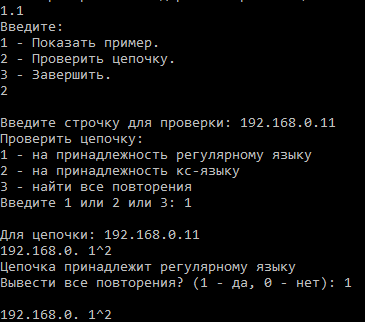 1.1
Введите:
1 - Показать пример.
2 - Проверить цепочку.
3 - Завершить.
2
Введите строчку для проверки: 192.168.0.11
Проверить цепочку:
1 - на принадлежность регулярному языку
2 - на принадлежность кс-языку
3 - найти все повторения
Введите 1 или 2 или 3: 1
Для цепочки: 192.168.0.11
192.168.0. 1^2
Цепочка принадлежит регулярному языку
Вывести все повторения? (1 - да, 0 - нет): 1
192.168.0. 1^2